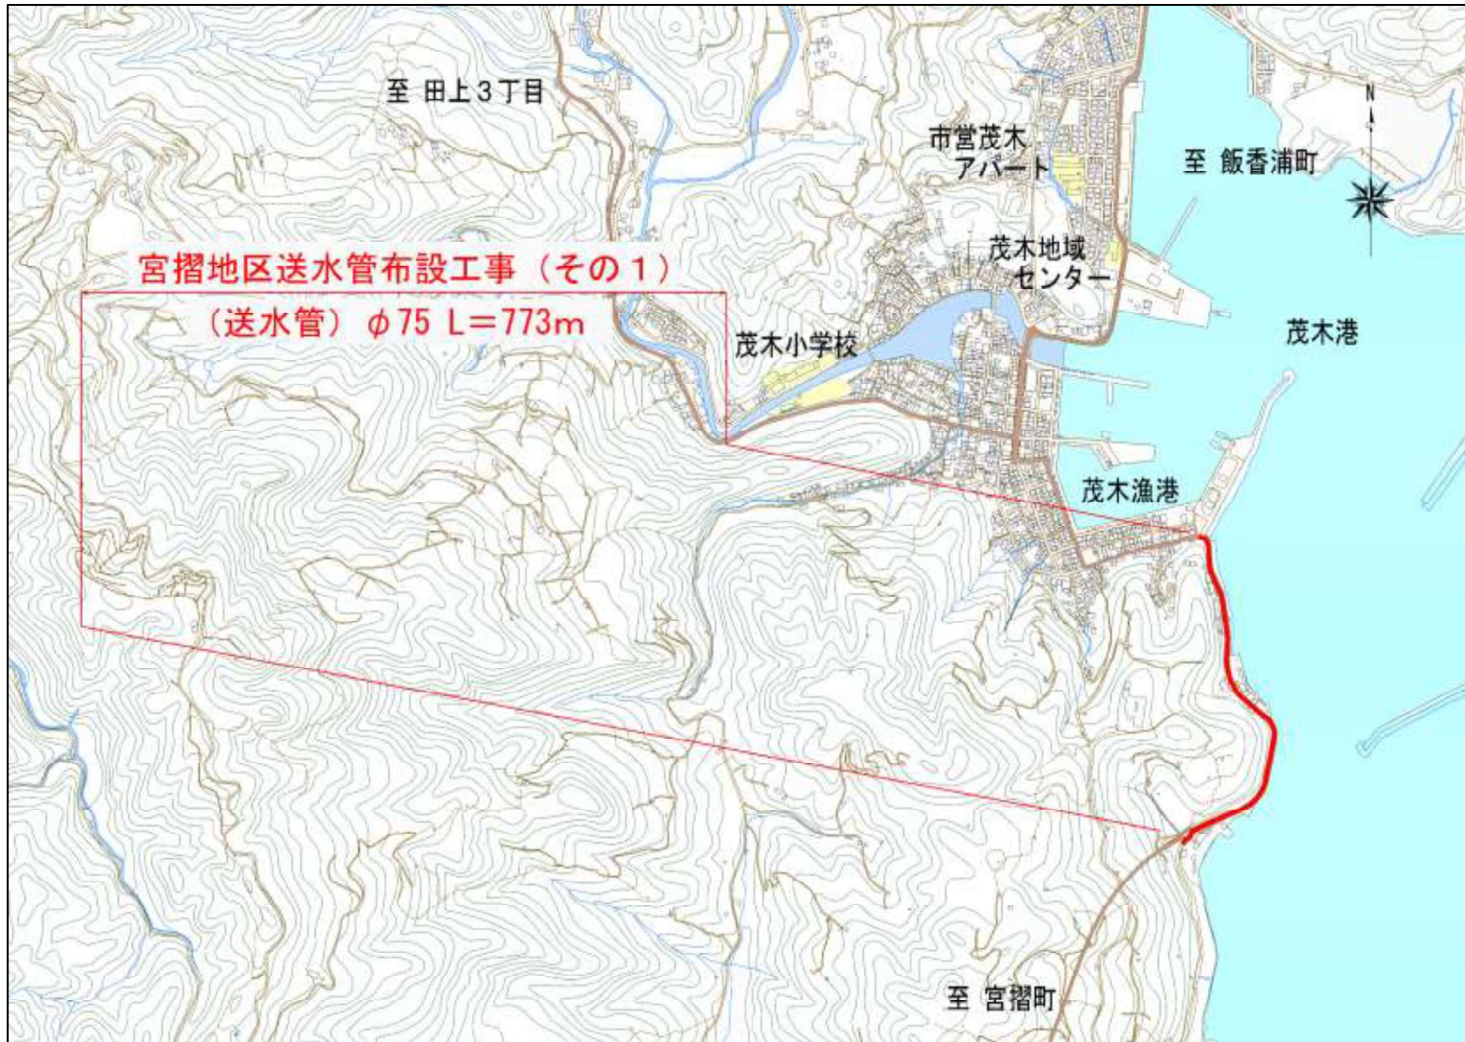 至 田上3丁目
市営茂木
アパート
N
至 飯香浦町
茂木地域
センター
宮摺地区送水管布設工事（その1）
（送水管）φ75 L=773m
茂木小学校
茂木港
茂木漁港
至 宮摺町